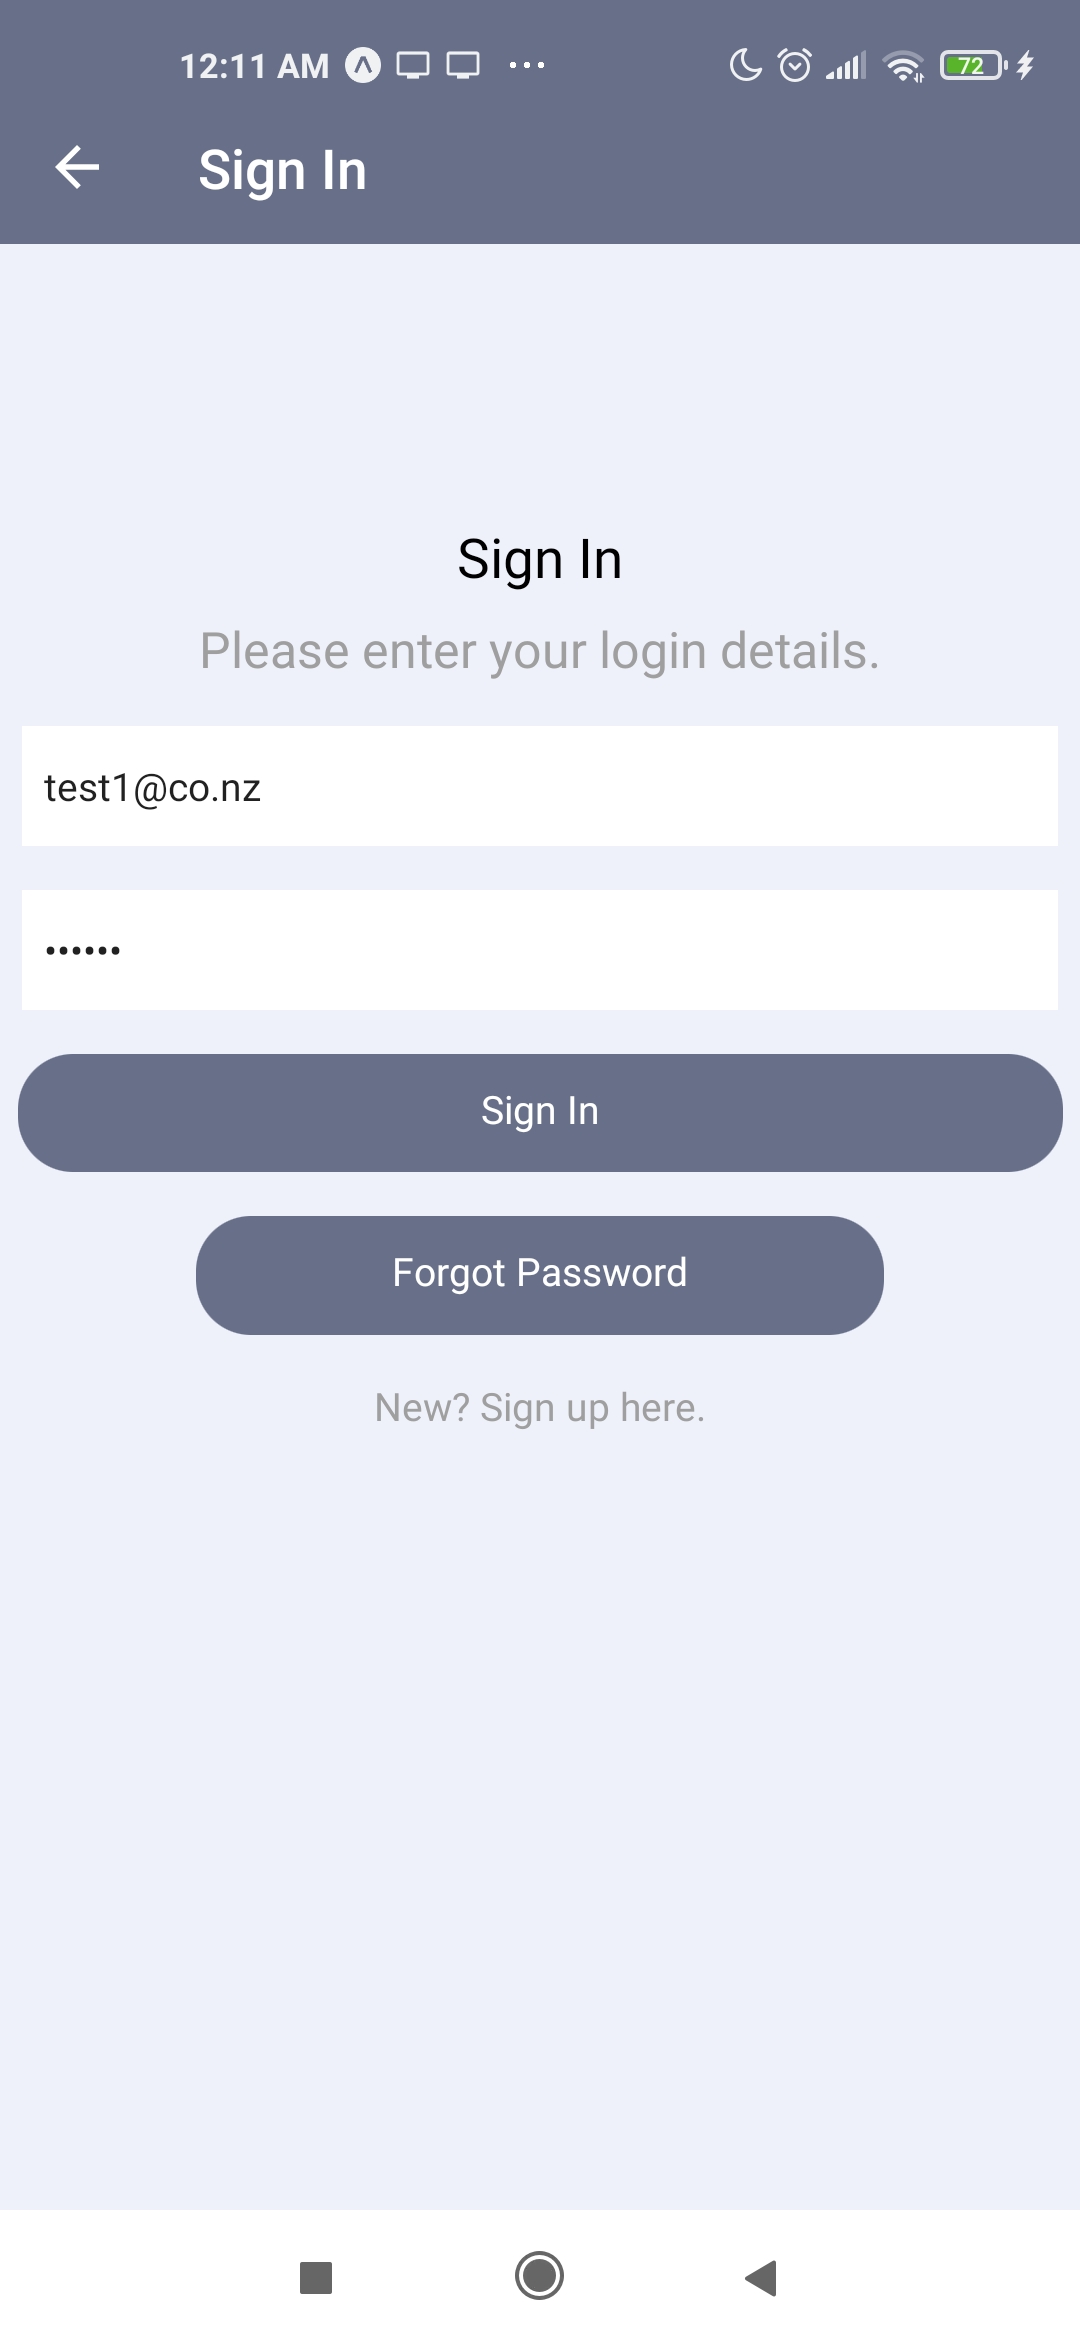 12:11 AM 72
Sign In
Sign In
Please enter your login details.
test1@co.nz
••••••
Sign In
Forgot Password
New? Sign up here.